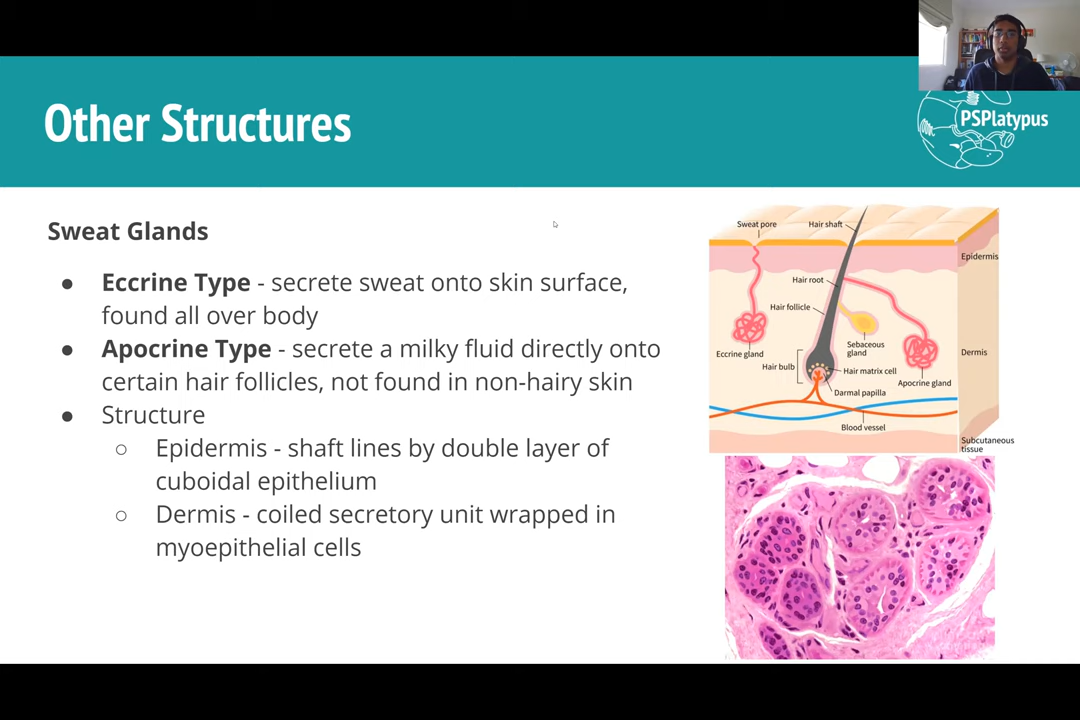 Other Structures
PSPlatypus
Sweat Glands
● Eccrine Type - secrete sweat onto skin surface,
found all over body
● Apocrine Type - secrete a milky fluid directly onto
certain hair follicles, not found in non-hairy skin
● Structure
○ Epidermis - shaft lines by double layer of
cuboidal epithelium
○ Dermis - coiled secretory unit wrapped in
myoepithelial cells
Sweat pore
Hair shaft
Epidermis
Hair root
Hair follicle
Eccrine gland
Sebaceous
gland
Dermis
Hair bulb
Hair matrix cell
Apocrine gland
Darmal papilla
Blood vessel
Subcutaneous
tissue